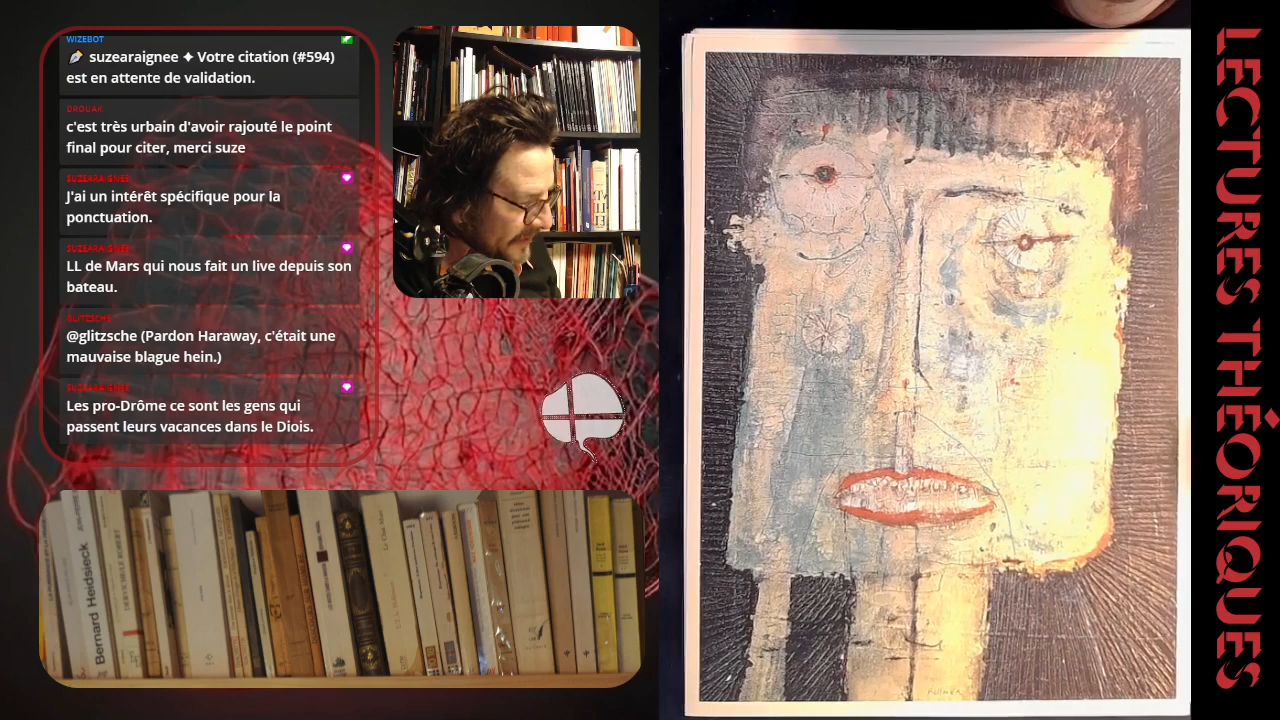 WIZEBOT
suzearaignee ✦ Votre citation (#594)
est en attente de validation.
DROUAK
c'est très urbain d'avoir rajouté le point
final pour citer, merci suze
SUZEARAIGNEE
J'ai un intérêt spécifique pour la
ponctuation.
SUZEARAIGNEE
LL de Mars qui nous fait un live depuis son
bateau.
GLITZSCHE
@glitzsche (Pardon Haraway, c'était une
mauvaise blague hein.)
SUZEARAIGNEE
Les pro-Drôme ce sont les gens qui
passent leurs vacances dans le Diois.
Bernard Heidsieck
LECTURES THÉORIQUES